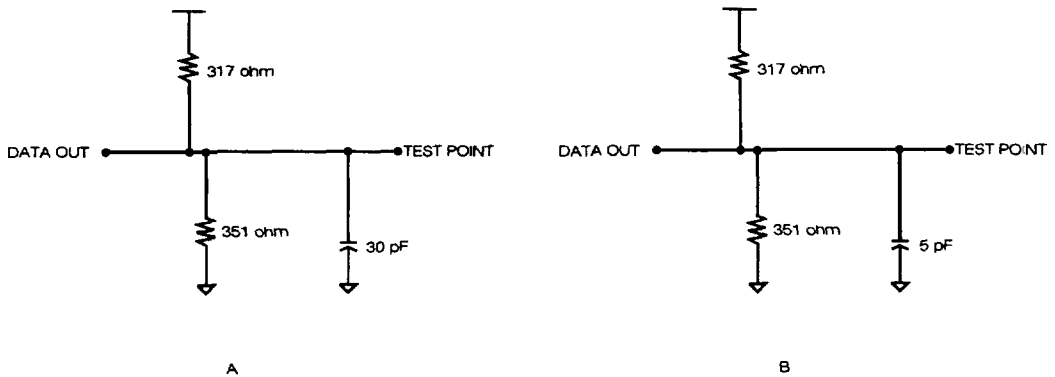 317 ohm
DATA OUT
TEST POINT
351 ohm
30 pF
A
317 ohm
DATA OUT
TEST POINT
351 ohm
5 pF
B